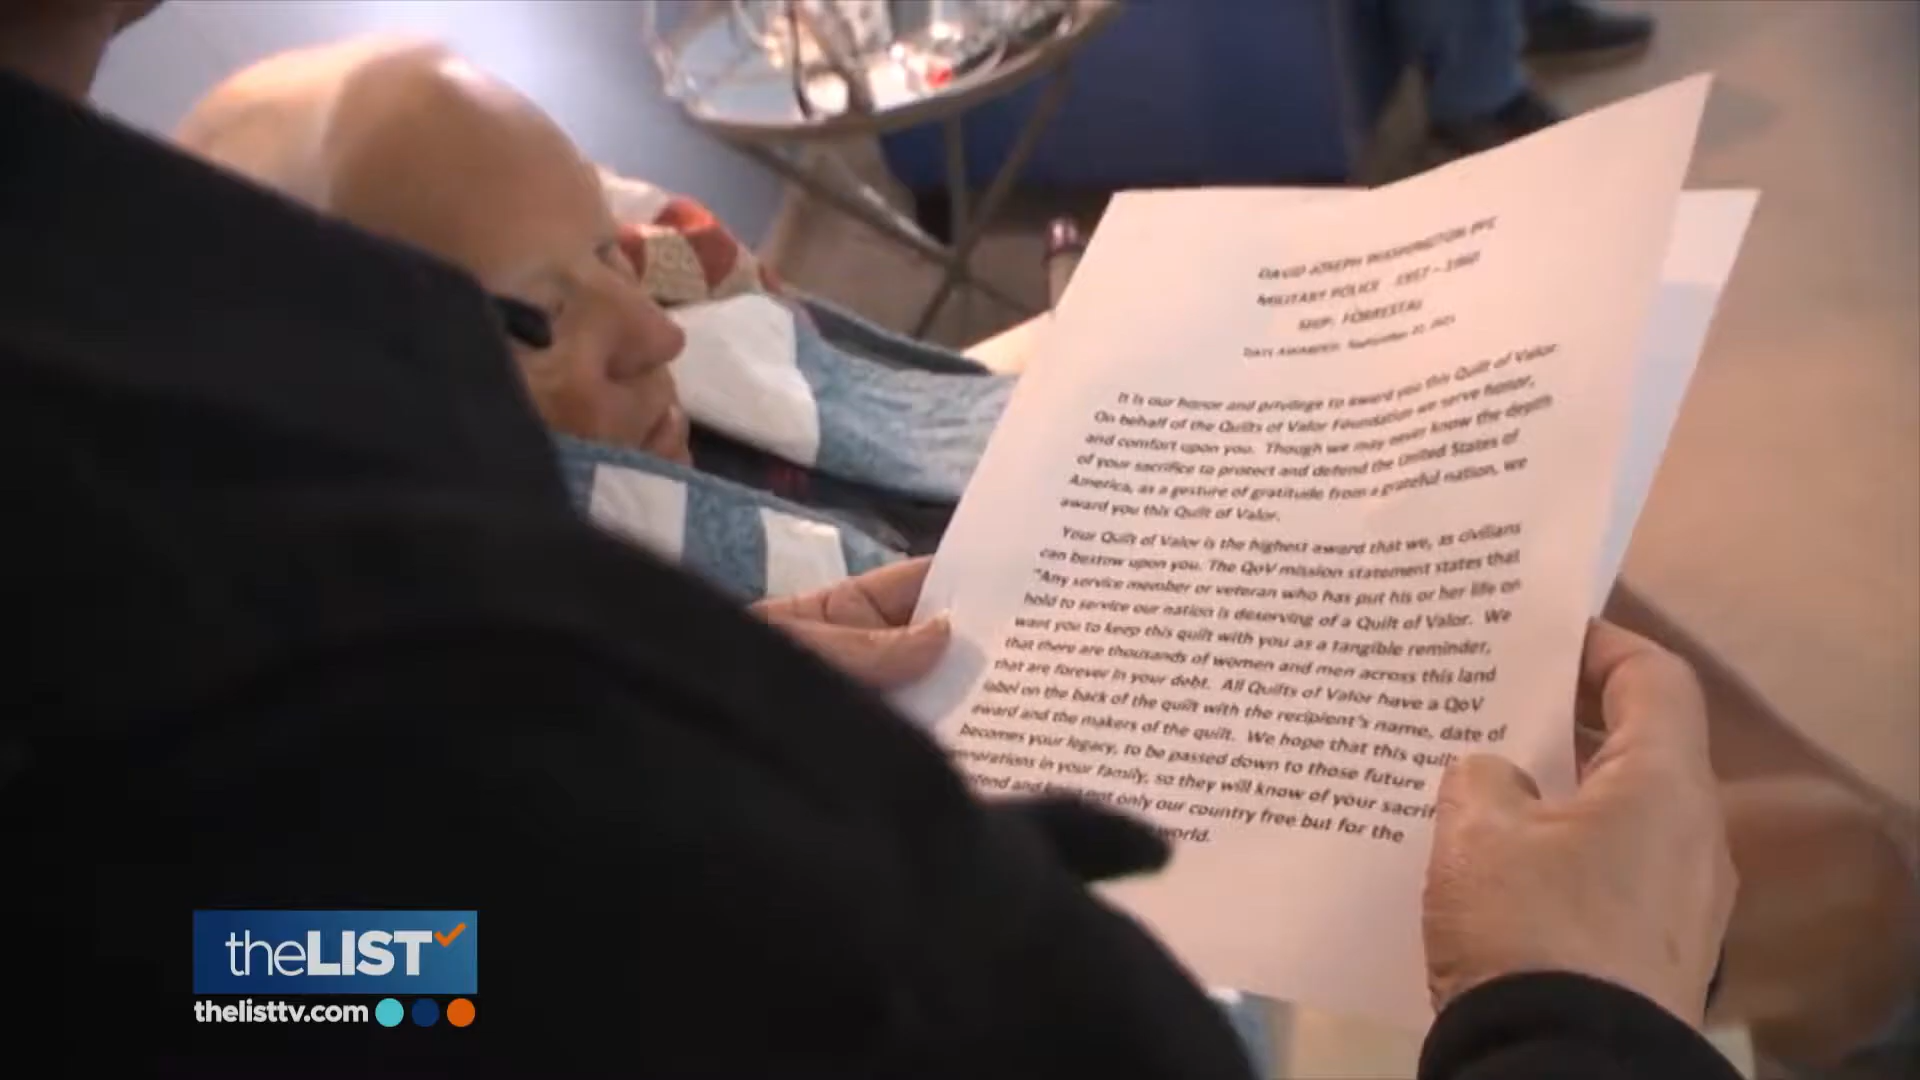 DAVID JOSEPH WASHINGTON PFC
MILITARY POLICE 1957 – 1960
SHIP: FORRESTAL
DATE AWARDED: September 2021
It is our honor and privilege to award you this Quilt of Valor.
On behalf of the Quilts of Valor Foundation we serve honor,
and comfort upon you. Though we may never know the depth
of your sacrifice to protect and defend the United States of
America, as a gesture of gratitude from a grateful nation, we
award you this Quilt of Valor.
Your Quilt of Valor is the highest award that we, as civilians
can bestow upon you. The QoV mission statement states that
"Any service member or veteran who has put his or her life on
hold to service our nation is deserving of a Quilt of Valor. We
want you to keep this quilt with you as a tangible reminder,
that there are thousands of women and men across this land
that are forever in your debt. All Quilts of Valor have a QoV
label on the back of the quilt with the recipient's name, date of
award and the makers of the quilt. We hope that this quilt
becomes your legacy, to be passed down to those future
generations in your family, so they will know of your sacrif
and not only our country free but for the
world.
theLIST
thelisttv.com